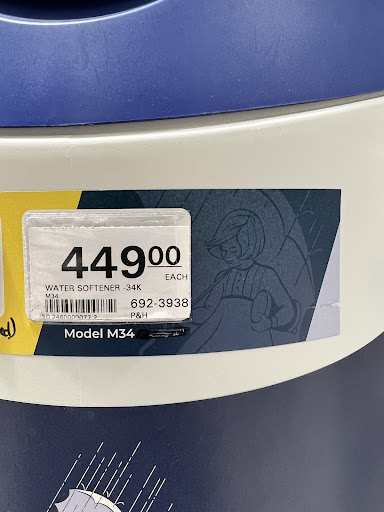 44900
EACH
WATER SOFTENER -34K
M34
692-3938
P&H
Model M34